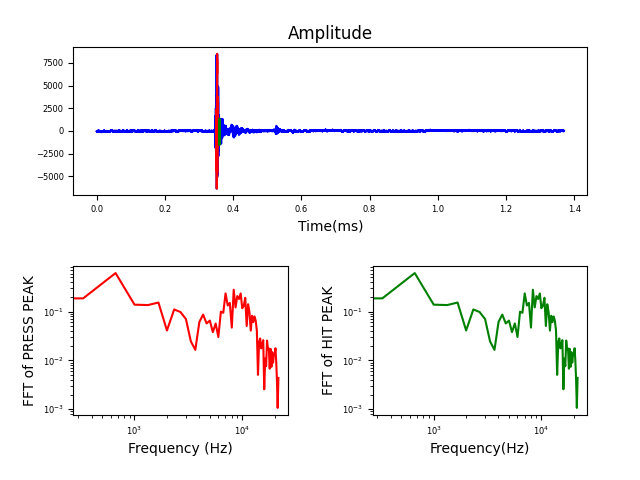 Amplitude
7500
5000
2500
0
−2500
−5000
0.0 0.2 0.4 0.6 0.8 1.0 1.2 1.4
Time(ms)
FFT of PRESS PEAK
10⁻¹
10⁻²
10⁻³
10³ 10⁴
Frequency (Hz)
FFT of HIT PEAK
10⁻¹
10⁻²
10⁻³
10³ 10⁴
Frequency(Hz)